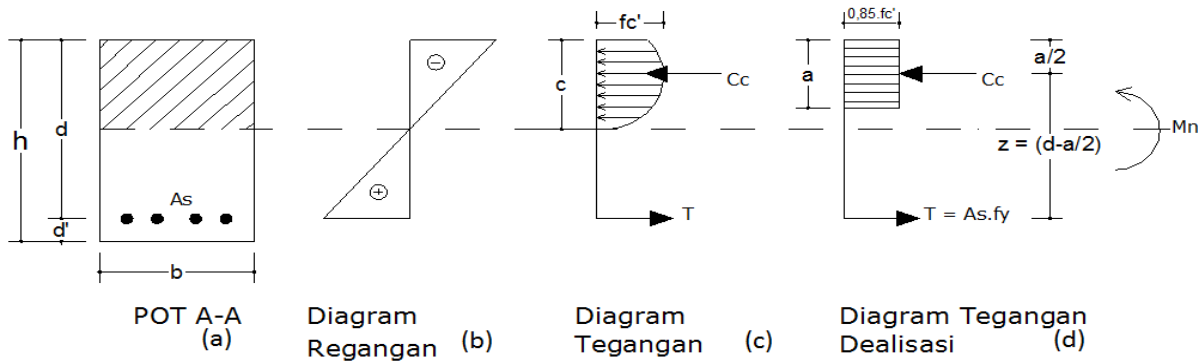 h
d
d'
As
b
POT A-A
(a)
−
+
Diagram
Regangan
(b)
fc'
c
Cc
T
Diagram
Tegangan
(c)
0,85.fc'
a
Cc
a/2
z = (d-a/2)
Mn
T = As.fy
Diagram Tegangan
Dealisasi
(d)